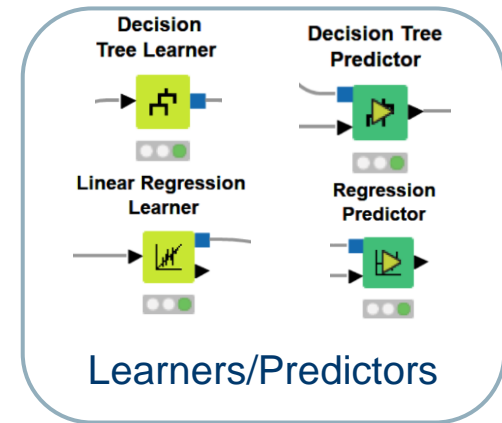 Decision
Tree Learner
Decision Tree
Predictor
Linear Regression
Learner
Regression
Predictor
Learners/Predictors